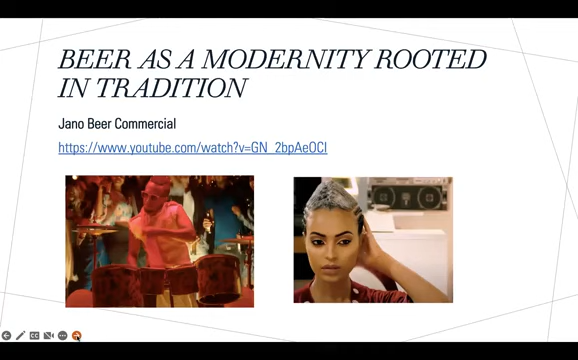 BEER AS A MODERNITY ROOTED
IN TRADITION
Jano Beer Commercial
https://www.youtube.com/watch?v=GN_2bpAeOCI